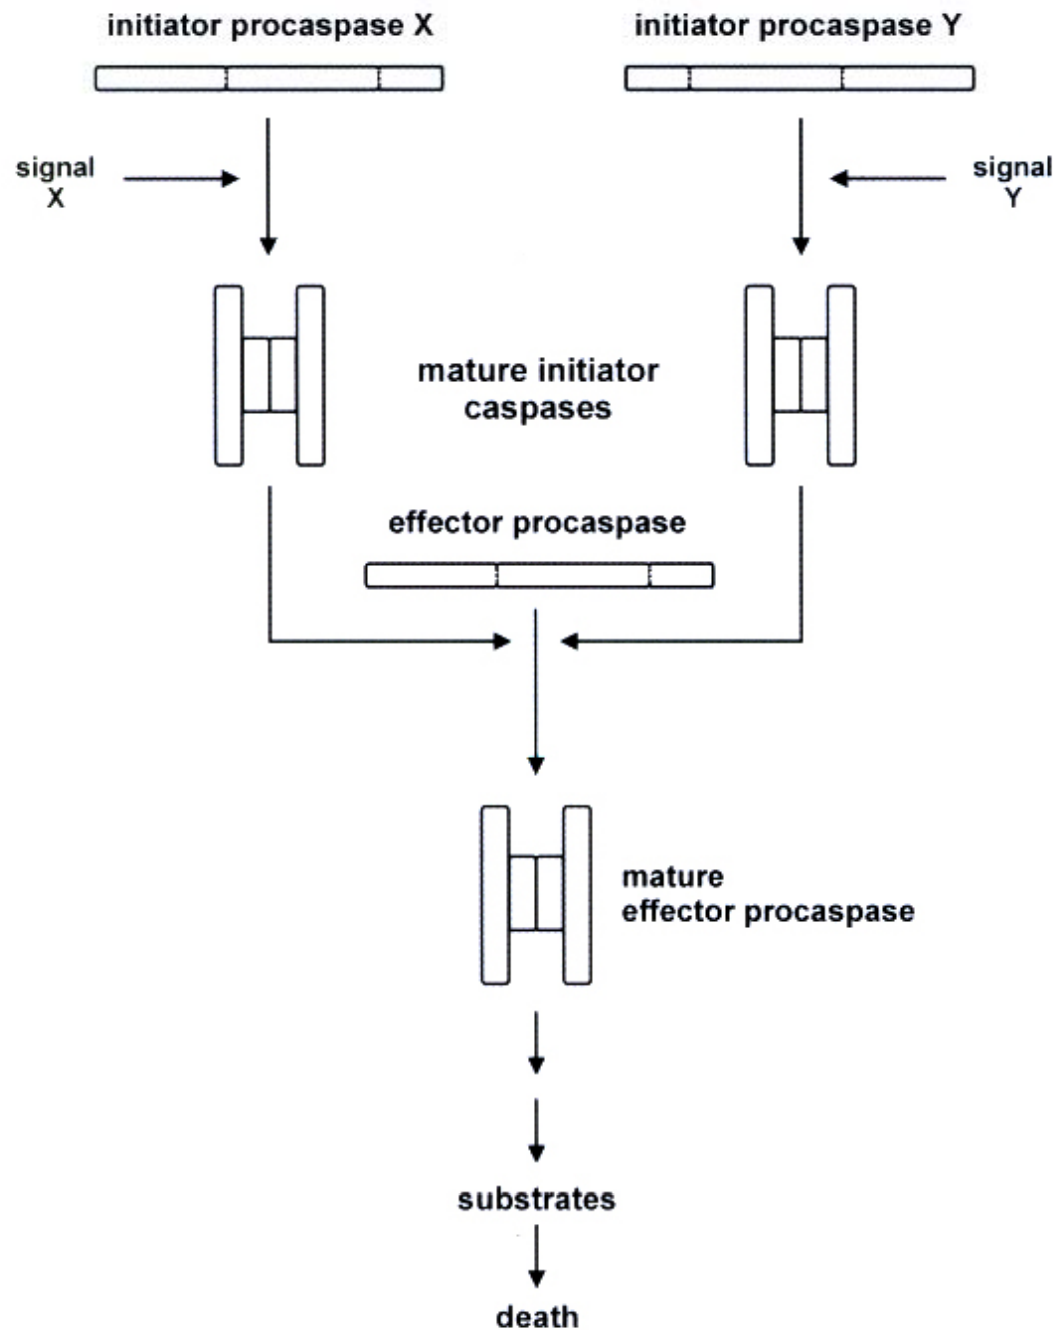 initiator procaspase X
initiator procaspase Y
signal
X
signal
Y
mature initiator
caspases
effector procaspase
mature
effector procaspase
substrates
death